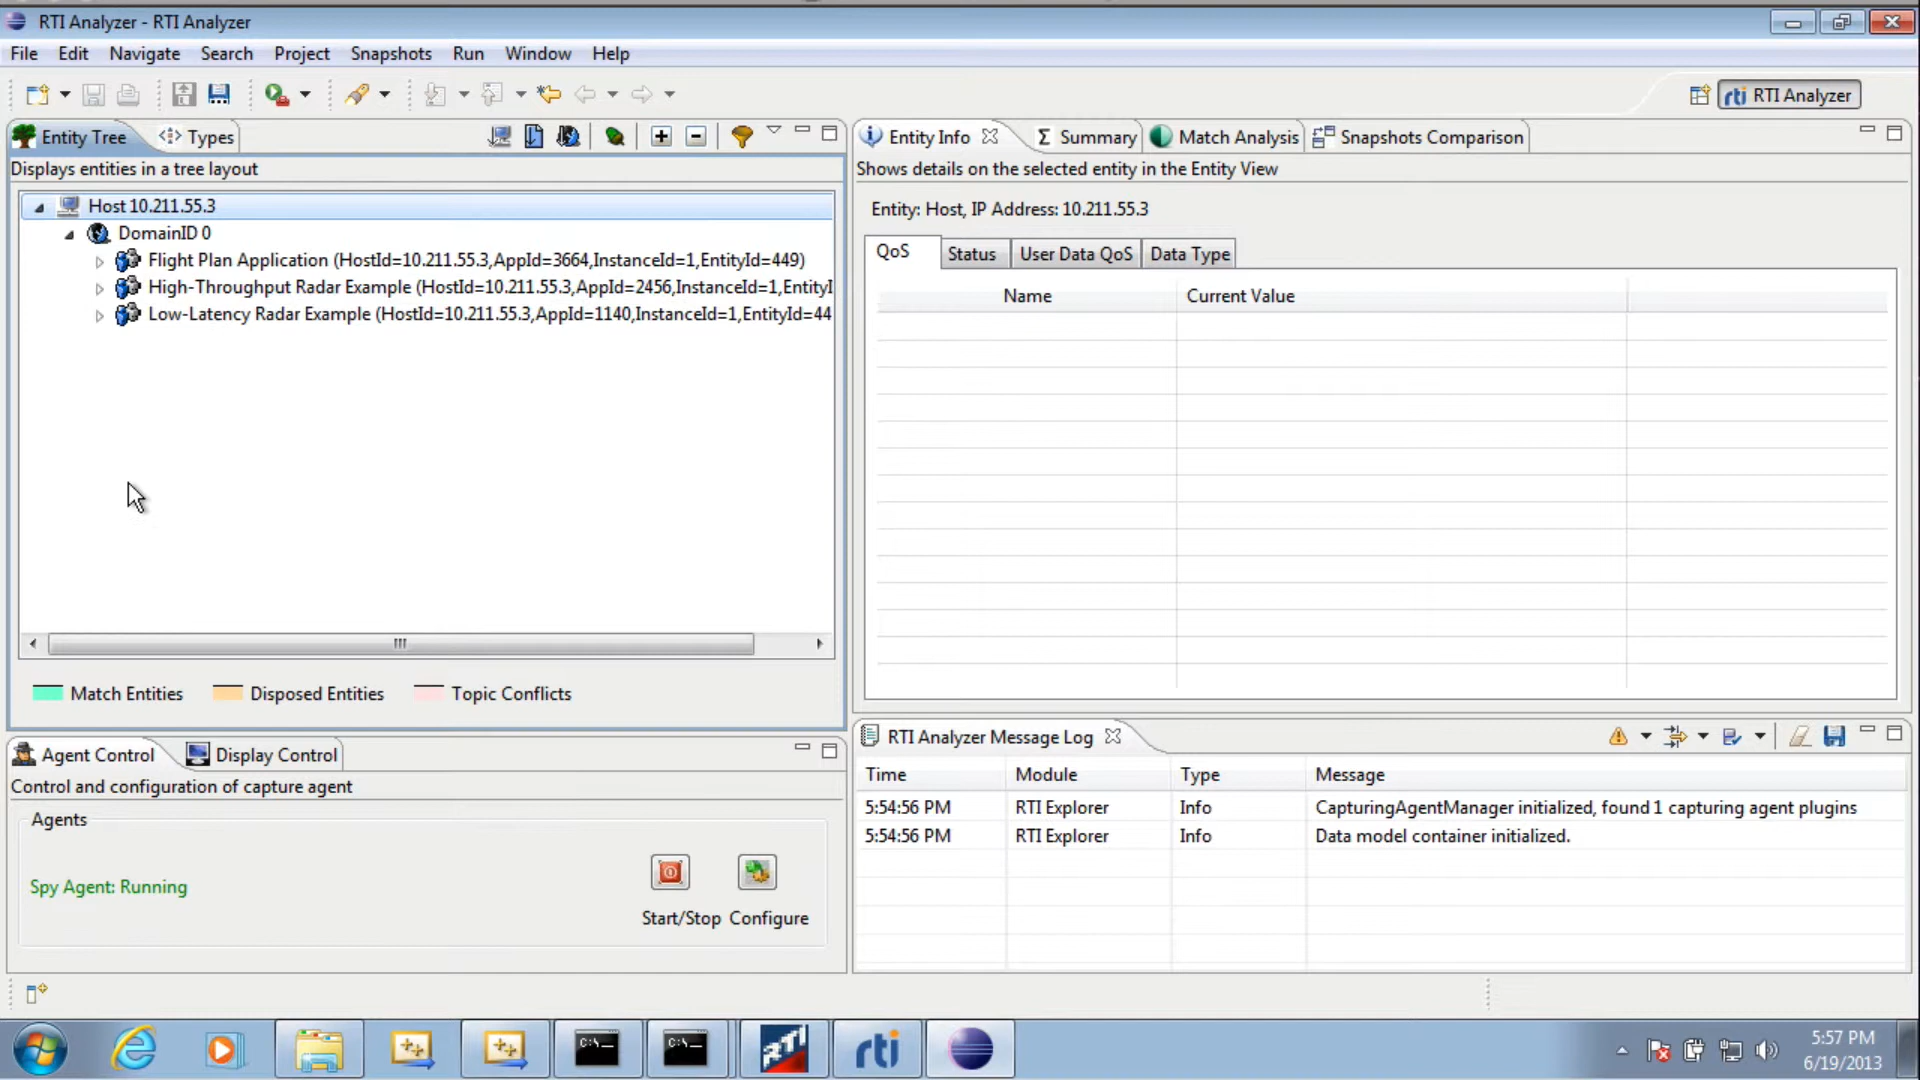 RTI Analyzer - RTI Analyzer
File Edit Navigate Search Project Snapshots Run Window Help
rti RTI Analyzer
Entity Tree Types
Displays entities in a tree layout
Host 10.211.55.3
DomainID 0
Flight Plan Application (HostId=10.211.55.3,AppId=3664,InstanceId=1,EntityId=449)
High-Throughput Radar Example (HostId=10.211.55.3,AppId=2456,InstanceId=1,EntityI
Low-Latency Radar Example (HostId=10.211.55.3,AppId=1140,InstanceId=1,EntityId=44
Match Entities Disposed Entities Topic Conflicts
Entity Info Σ Summary Match Analysis Snapshots Comparison
Shows details on the selected entity in the Entity View
Entity: Host, IP Address: 10.211.55.3
QoS Status User Data QoS Data Type
Name Current Value
Agent Control Display Control
Control and configuration of capture agent
Agents
Spy Agent: Running
Start/Stop Configure
RTI Analyzer Message Log
Time Module Type Message
5:54:56 PM RTI Explorer Info CapturingAgentManager initialized, found 1 capturing agent plugins
5:54:56 PM RTI Explorer Info Data model container initialized.
C:\_ C:\_ RTI rti
5:57 PM
6/19/2013